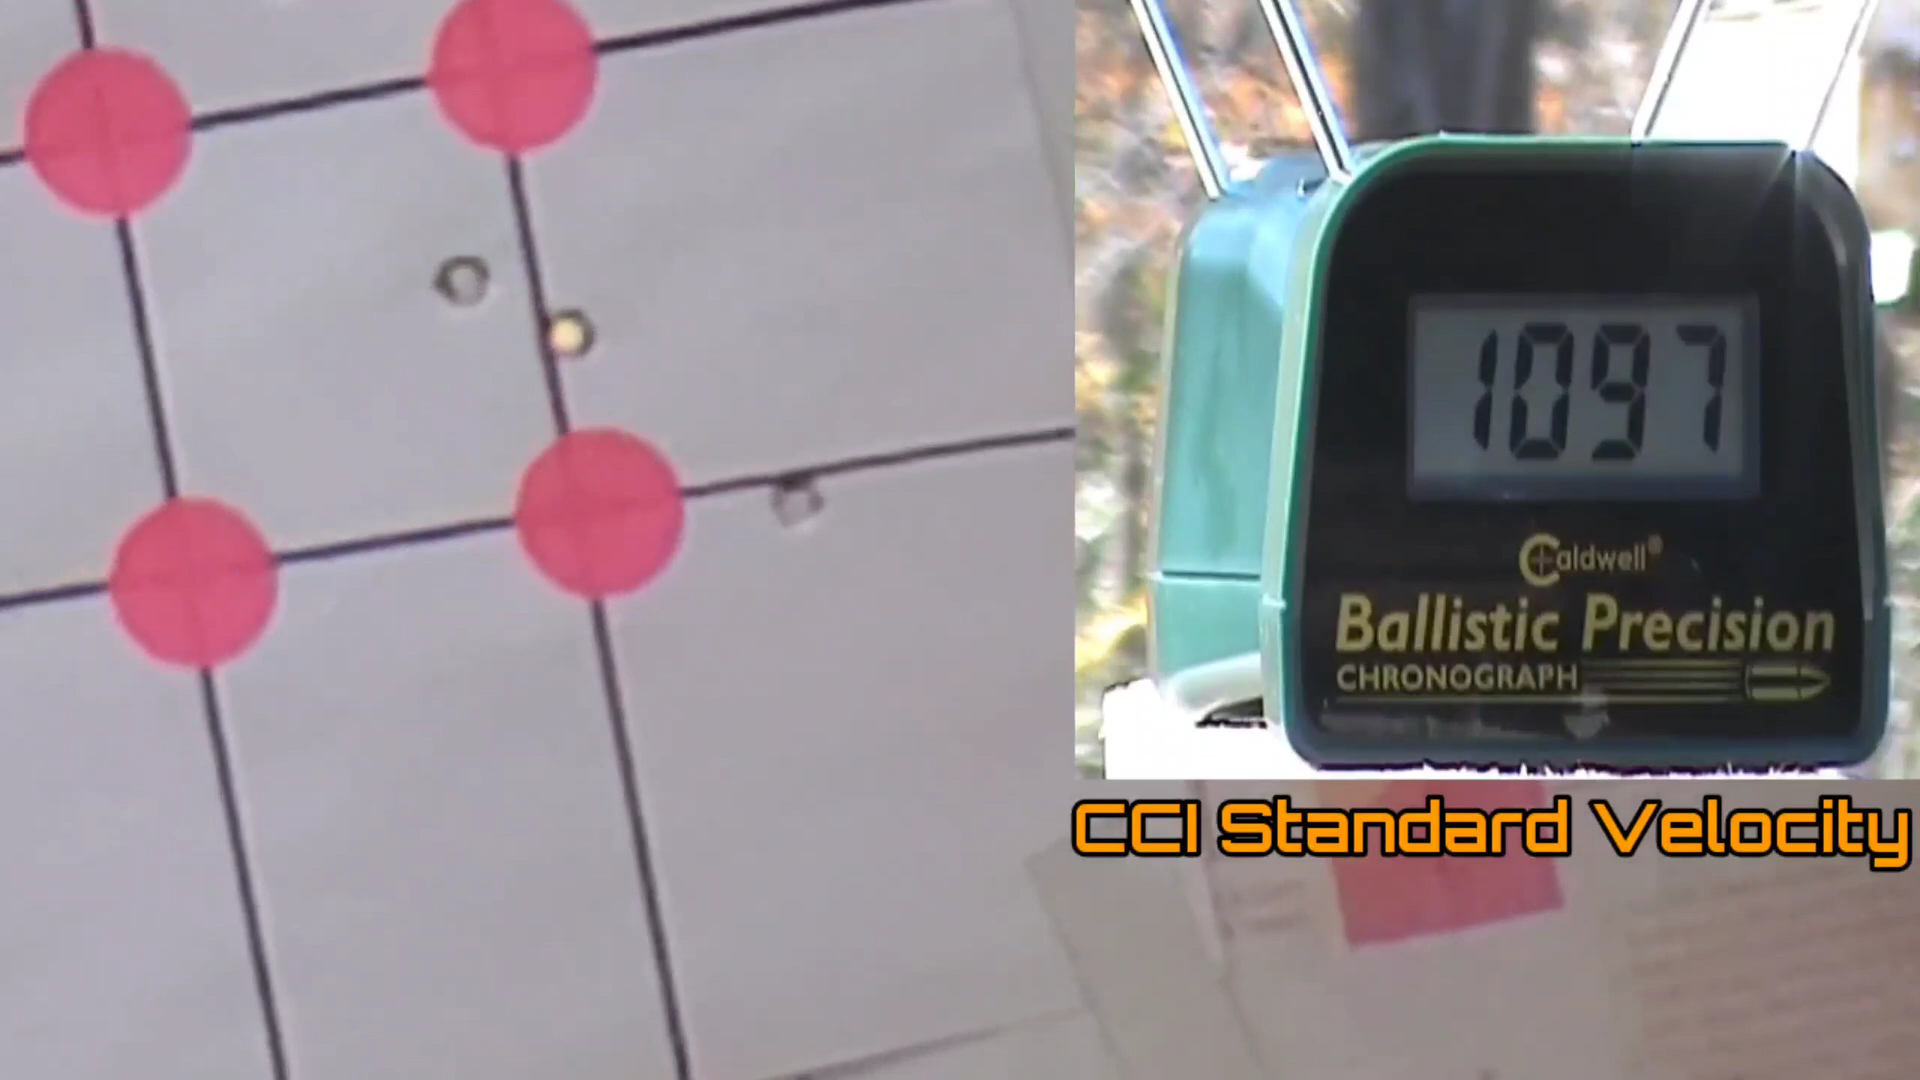 1097
Caldwell®
Ballistic Precision
CHRONOGRAPH
CCI Standard Velocity